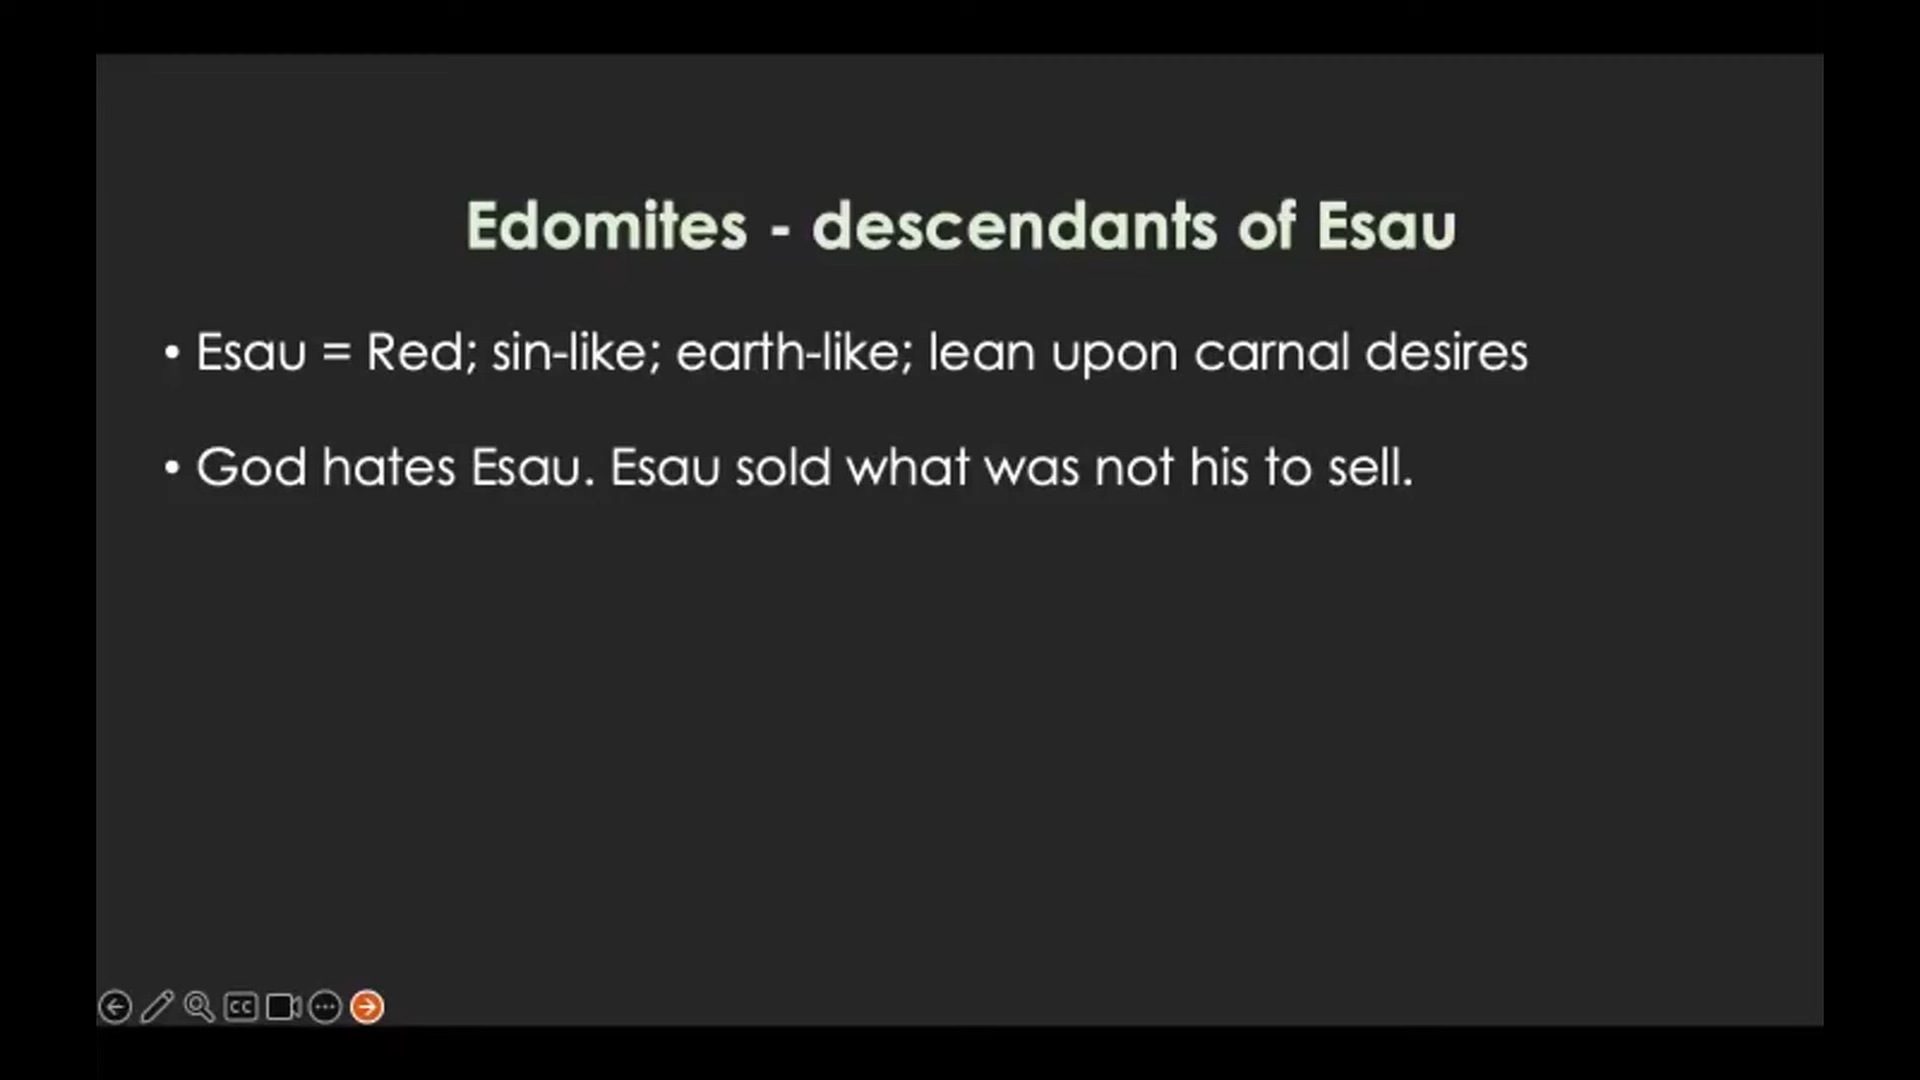 Edomites - descendants of Esau
• Esau = Red; sin-like; earth-like; lean upon carnal desires
• God hates Esau. Esau sold what was not his to sell.
CC